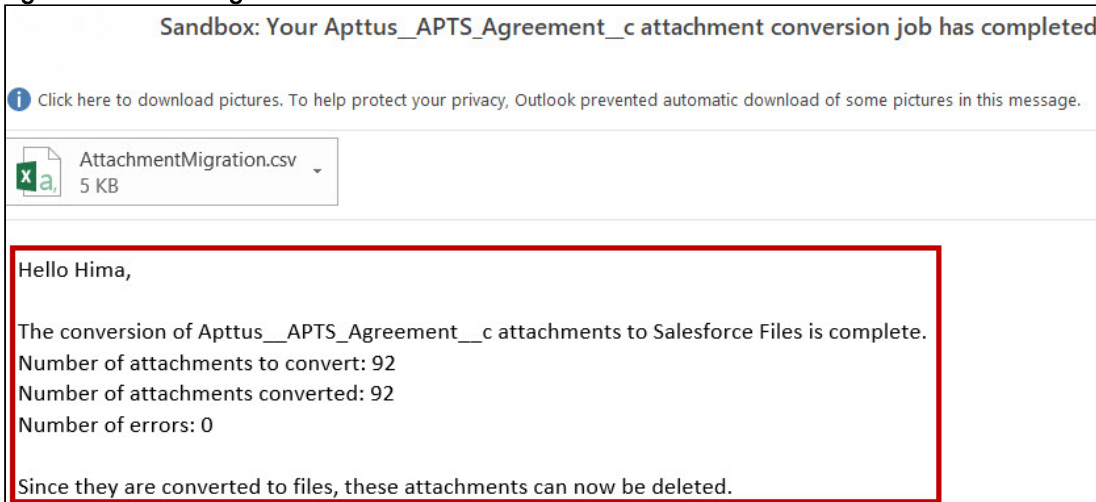 Sandbox: Your Apttus__APTS_Agreement__c attachment conversion job has completed
Click here to download pictures. To help protect your privacy, Outlook prevented automatic download of some pictures in this message.
AttachmentMigration.csv
5 KB
Hello Hima,
The conversion of Apttus__APTS_Agreement__c attachments to Salesforce Files is complete.
Number of attachments to convert: 92
Number of attachments converted: 92
Number of errors: 0
Since they are converted to files, these attachments can now be deleted.